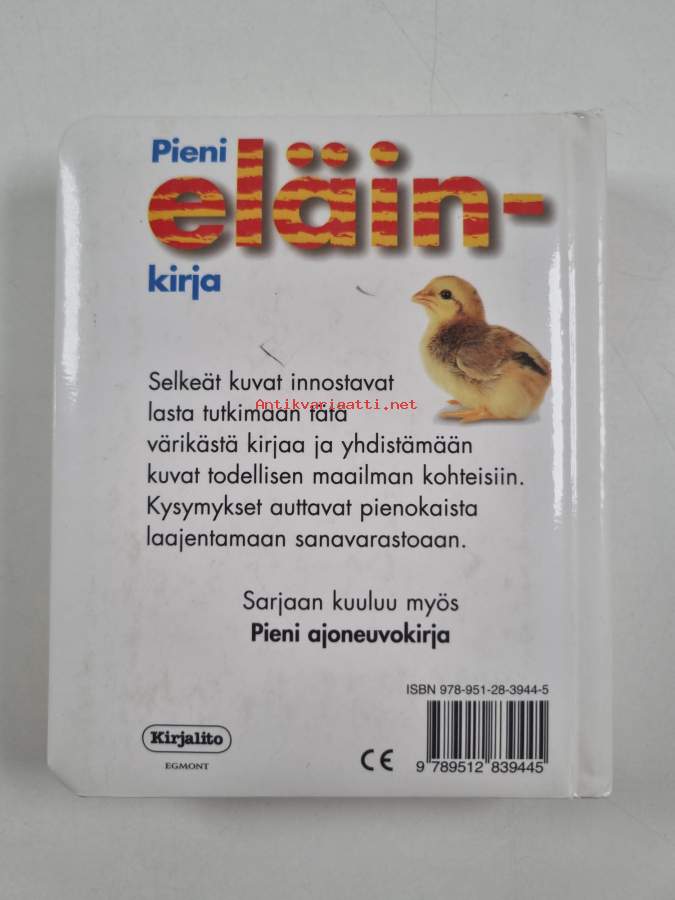 Pieni
eläin-
kirja
Selkeät kuvat innostavat
Antikvariaatti.net
lasta tutkimaan tätä
värikästä kirjaa ja yhdistämään
kuvat todellisen maailman kohteisiin.
Kysymykset auttavat pienokaista
laajentamaan sanavarastoaan.
Sarjaan kuuluu myös
Pieni ajoneuvokirja
ISBN 978-951-28-3944-5
Kirjalito
EGMONT
CE
9 789512 839445